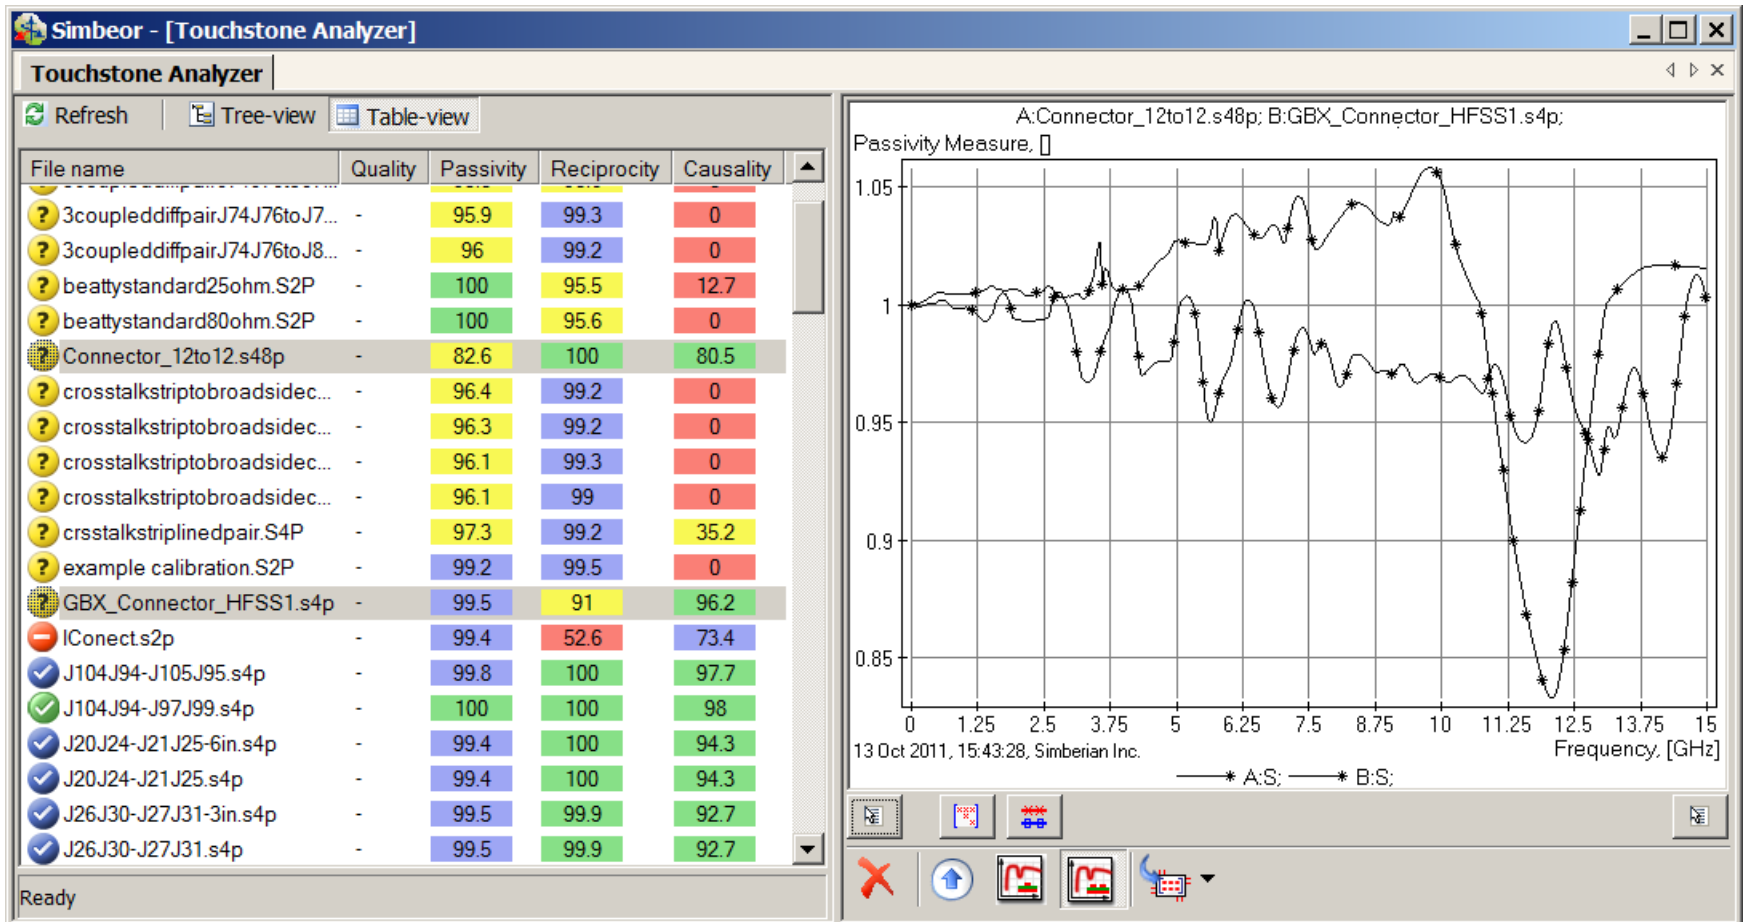 Simbeor - [Touchstone Analyzer]
Touchstone Analyzer
Refresh Tree-view Table-view
File name Quality Passivity Reciprocity Causality
3coupleddiffpairJ74J76toJ7... - 95.9 99.3 0
3coupleddiffpairJ74J76toJ8... - 96 99.2 0
beattystandard25ohm.S2P - 100 95.5 12.7
beattystandard80ohm.S2P - 100 95.6 0
Connector_12to12.s48p - 82.6 100 80.5
crosstalkstriptobroadsidec... - 96.4 99.2 0
crosstalkstriptobroadsidec... - 96.3 99.2 0
crosstalkstriptobroadsidec... - 96.1 99.3 0
crosstalkstriptobroadsidec... - 96.1 99 0
crsstalkstriplinedpair.S4P - 97.3 99.2 35.2
example calibration.S2P - 99.2 99.5 0
GBX_Connector_HFSS1.s4p - 99.5 91 96.2
IConect.s2p - 99.4 52.6 73.4
J104J94-J105J95.s4p - 99.8 100 97.7
J104J94-J97J99.s4p - 100 100 98
J20J24-J21J25-6in.s4p - 99.4 100 94.3
J20J24-J21J25.s4p - 99.4 100 94.3
J26J30-J27J31-3in.s4p - 99.5 99.9 92.7
J26J30-J27J31.s4p - 99.5 99.9 92.7
Ready
A:Connector_12to12.s48p; B:GBX_Connector_HFSS1.s4p;
Passivity Measure, []
1.05
1
0.95
0.9
0.85
0 1.25 2.5 3.75 5 6.25 7.5 8.75 10 11.25 12.5 13.75 15
13 Oct 2011, 15:43:28, Simberian Inc. Frequency, [GHz]
A:S; B:S;